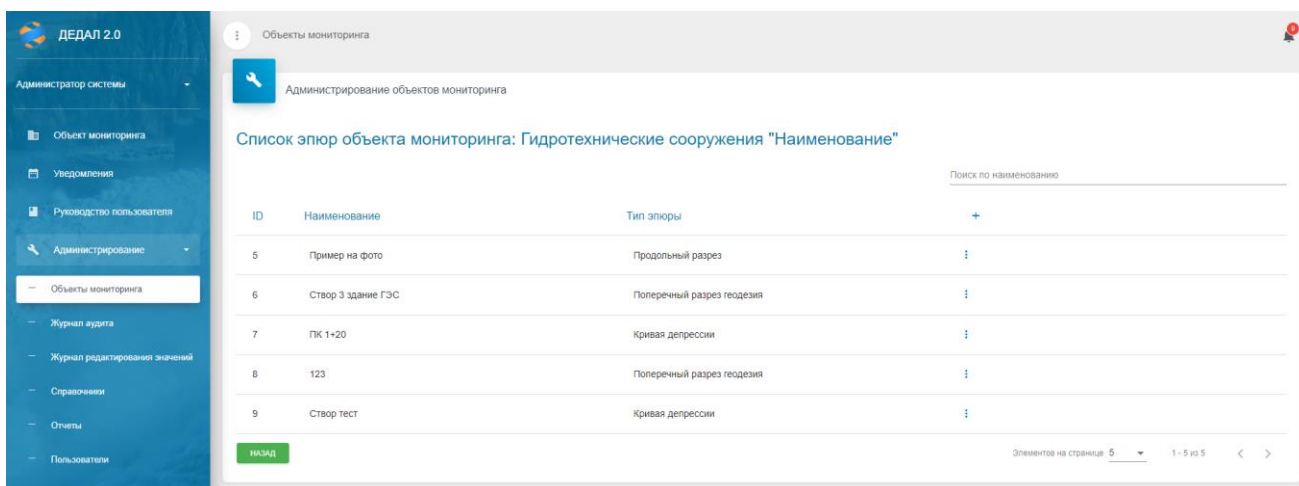 ДЕДАЛ 2.0
Администратор системы
Объект мониторинга
Уведомления
Руководство пользователя
Администрирование
Объекты мониторинга
Журнал аудита
Журнал редактирования значений
Справочники
Отчеты
Пользователи
Объекты мониторинга
Администрирование объектов мониторинга
Список эпюр объекта мониторинга: Гидротехнические сооружения "Наименование"
Поиск по наименованию
ID Наименование Тип эпюры +
5 Пример на фото Продольный разрез
6 Створ 3 здание ГЭС Поперечный разрез геодезия
7 ПК 1+20 Кривая депрессии
8 123 Поперечный разрез геодезия
9 Створ тест Кривая депрессии
НАЗАД Элементов на странице 5 1 - 5 из 5